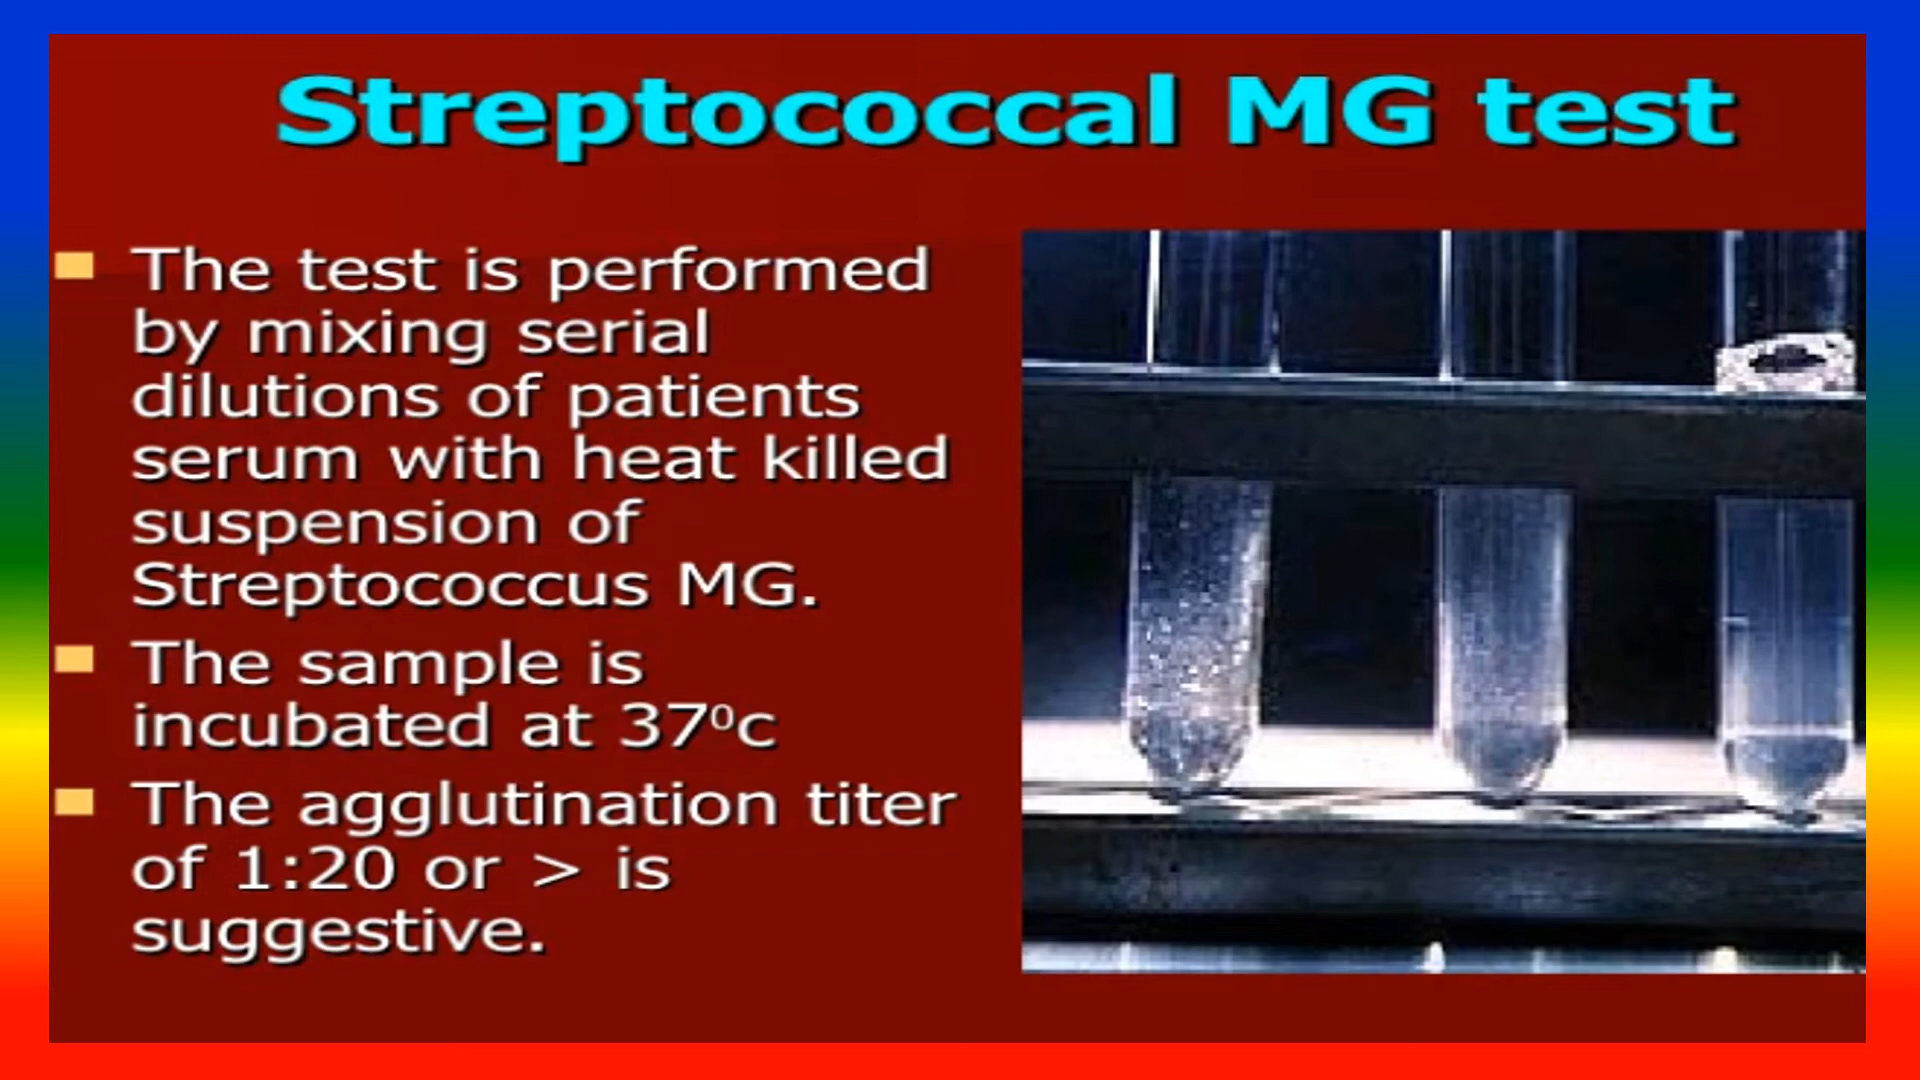 Streptococcal MG test
The test is performed
by mixing serial
dilutions of patients
serum with heat killed
suspension of
Streptococcus MG.
The sample is
incubated at 37⁰c
The agglutination titer
of 1:20 or > is
suggestive.